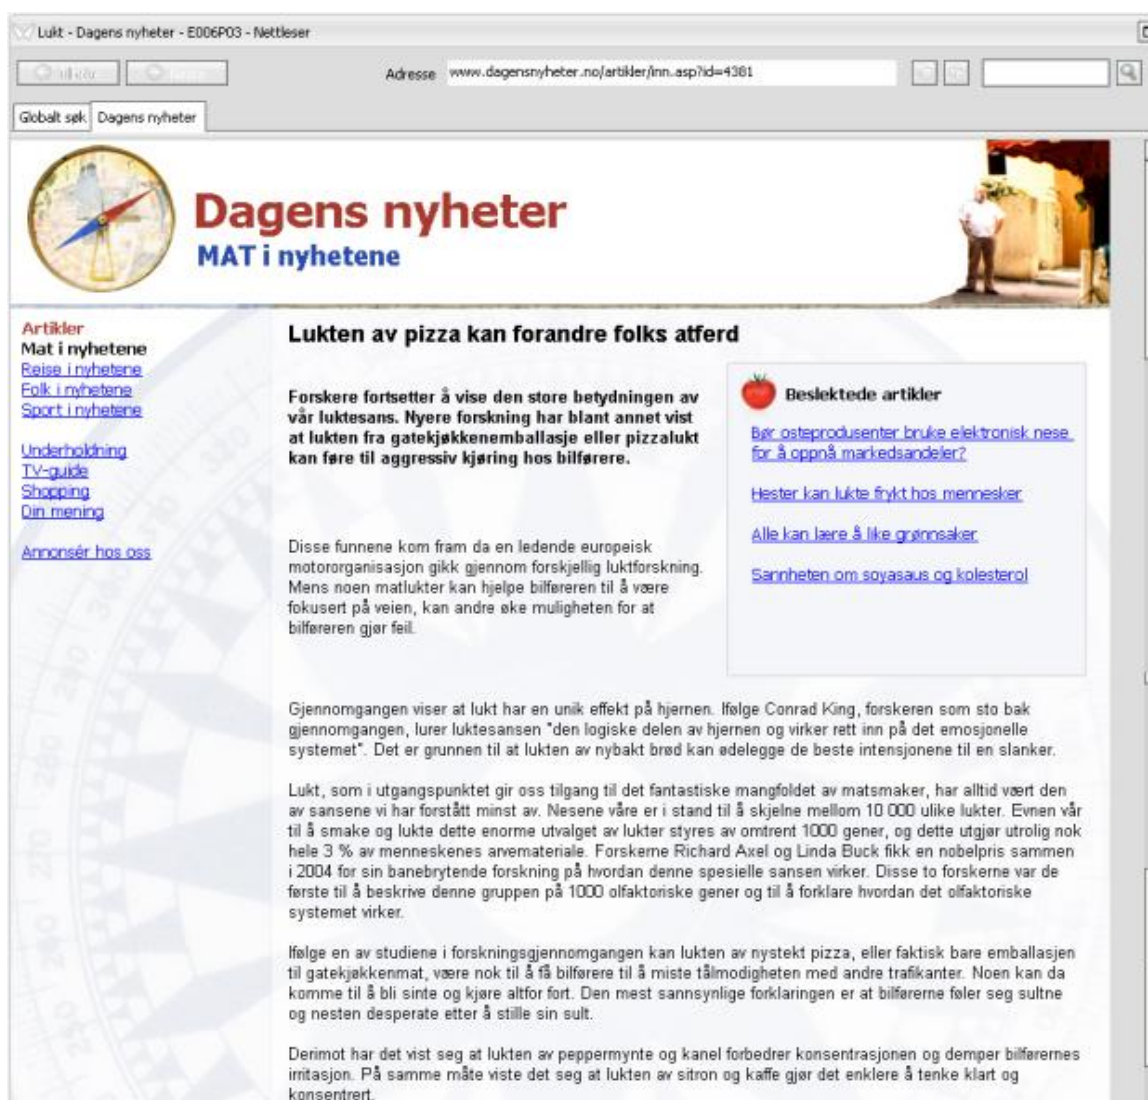 Lukt - Dagens nyheter - E006P03 - Nettleser
Adresse www.dagensnyheter.no/artikler/inn.asp?id=4381
Globalt søk Dagens nyheter
Dagens nyheter
MAT i nyhetene
Artikler
Mat i nyhetene
Reise i nyhetene
Folk i nyhetene
Sport i nyhetene
Underholdning
TV-guide
Shopping
Din mening
Annonsér hos oss
Lukten av pizza kan forandre folks atferd
Forskere fortsetter å vise den store betydningen av
vår luktesans. Nyere forskning har blant annet vist
at lukten fra gatekjøkkenemballasje eller pizzalukt
kan føre til aggressiv kjøring hos bilførere.
Beslektede artikler
Bør osteprodusenter bruke elektronisk nese
for å oppnå markedsandeler?
Hester kan lukte frykt hos mennesker
Alle kan lære å like grønnsaker
Sannheten om soyasaus og kolesterol
Disse funnene kom fram da en ledende europeisk
motororganisasjon gikk gjennom forskjellig luktforskning.
Mens noen matlukter kan hjelpe bilføreren til å være
fokusert på veien, kan andre øke muligheten for at
bilføreren gjør feil.
Gjennomgangen viser at lukt har en unik effekt på hjernen. Ifølge Conrad King, forskeren som sto bak
gjennomgangen, lurer luktesansen "den logiske delen av hjernen og virker rett inn på det emosjonelle
systemet". Det er grunnen til at lukten av nybakt brød kan ødelegge de beste intensjonene til en slanker.
Lukt, som i utgangspunktet gir oss tilgang til det fantastiske mangfoldet av matsmaker, har alltid vært den
av sansene vi har forstått minst av. Nesene våre er i stand til å skjelne mellom 10 000 ulike lukter. Evnen vår
til å smake og lukte dette enorme utvalget av lukter styres av omtrent 1000 gener, og dette utgjør utrolig nok
hele 3 % av menneskenes arvemateriale. Forskerne Richard Axel og Linda Buck fikk en nobelpris sammen
i 2004 for sin banebrytende forskning på hvordan denne spesielle sansen virker. Disse to forskerne var de
første til å beskrive denne gruppen på 1000 olfaktoriske gener og til å forklare hvordan det olfaktoriske
systemet virker.
Ifølge en av studiene i forskningsgjennomgangen kan lukten av nystekt pizza, eller faktisk bare emballasjen
til gatekjøkkenmat, være nok til å få bilførere til å miste tålmodigheten med andre trafikanter. Noen kan da
komme til å bli sinte og kjøre altfor fort. Den mest sannsynlige forklaringen er at bilførerne føler seg sultne
og nesten desperate etter å stille sin sult.
Derimot har det vist seg at lukten av peppermynte og kanel forbedrer konsentrasjonen og demper bilførernes
irritasjon. På samme måte viste det seg at lukten av sitron og kaffe gjør det enklere å tenke klart og
konsentrert.